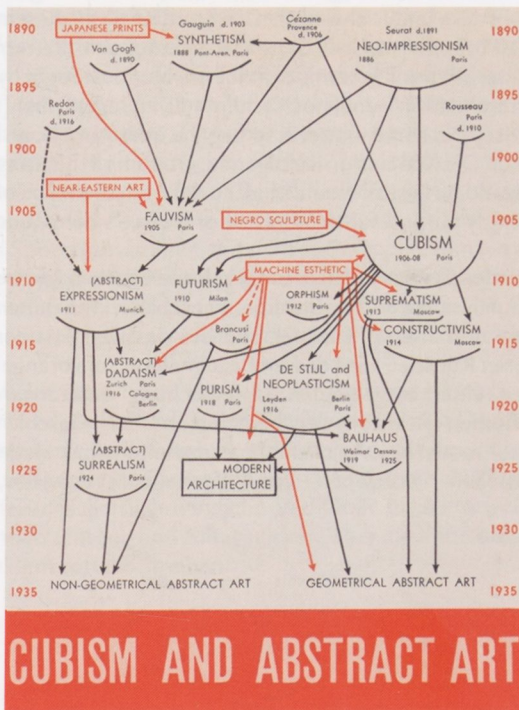 1890
JAPANESE PRINTS
Gauguin d. 1903
SYNTHETISM
1888 Pont-Aven, Paris
Cézanne
Provence
d. 1906
Seurat d.1891
NEO-IMPRESSIONISM
1886 Paris
1890
Van Gogh
d. 1890
1895
1895
Redon
Paris
d. 1916
Rousseau
Paris
d. 1910
1900
1900
NEAR-EASTERN ART
1905
FAUVISM
1905 Paris
NEGRO SCULPTURE
1905
CUBISM
1906-08 Paris
1910
(ABSTRACT)
EXPRESSIONISM
1911 Munich
FUTURISM
1910 Milan
MACHINE ESTHETIC
1910
ORPHISM
1912 Paris
SUPREMATISM
1913 Moscow
Brancusi
Paris
CONSTRUCTIVISM
1914 Moscow
1915
1915
(ABSTRACT)
DADAISM
Zurich Paris
1916 Cologne
Berlin
PURISM
1918 Paris
DE STIJL and
NEOPLASTICISM
Leyden Berlin
1916 Paris
1920
1920
BAUHAUS
Weimar Dessau
1919 1925
(ABSTRACT)
SURREALISM
1924 Paris
MODERN
ARCHITECTURE
1925
1925
1930
1930
1935
NON-GEOMETRICAL ABSTRACT ART
GEOMETRICAL ABSTRACT ART
1935
CUBISM AND ABSTRACT ART